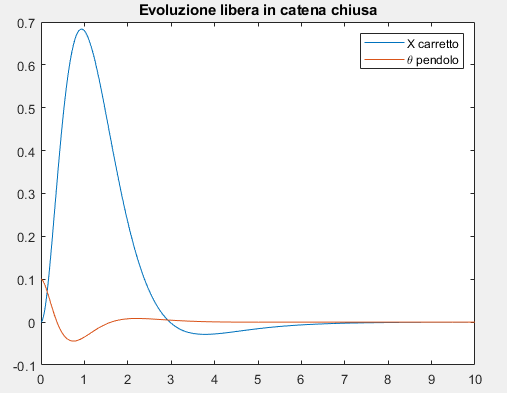 Evoluzione libera in catena chiusa
0.7
0.6
0.5
0.4
0.3
0.2
0.1
0
-0.1
X carretto
θ pendolo
0 1 2 3 4 5 6 7 8 9 10